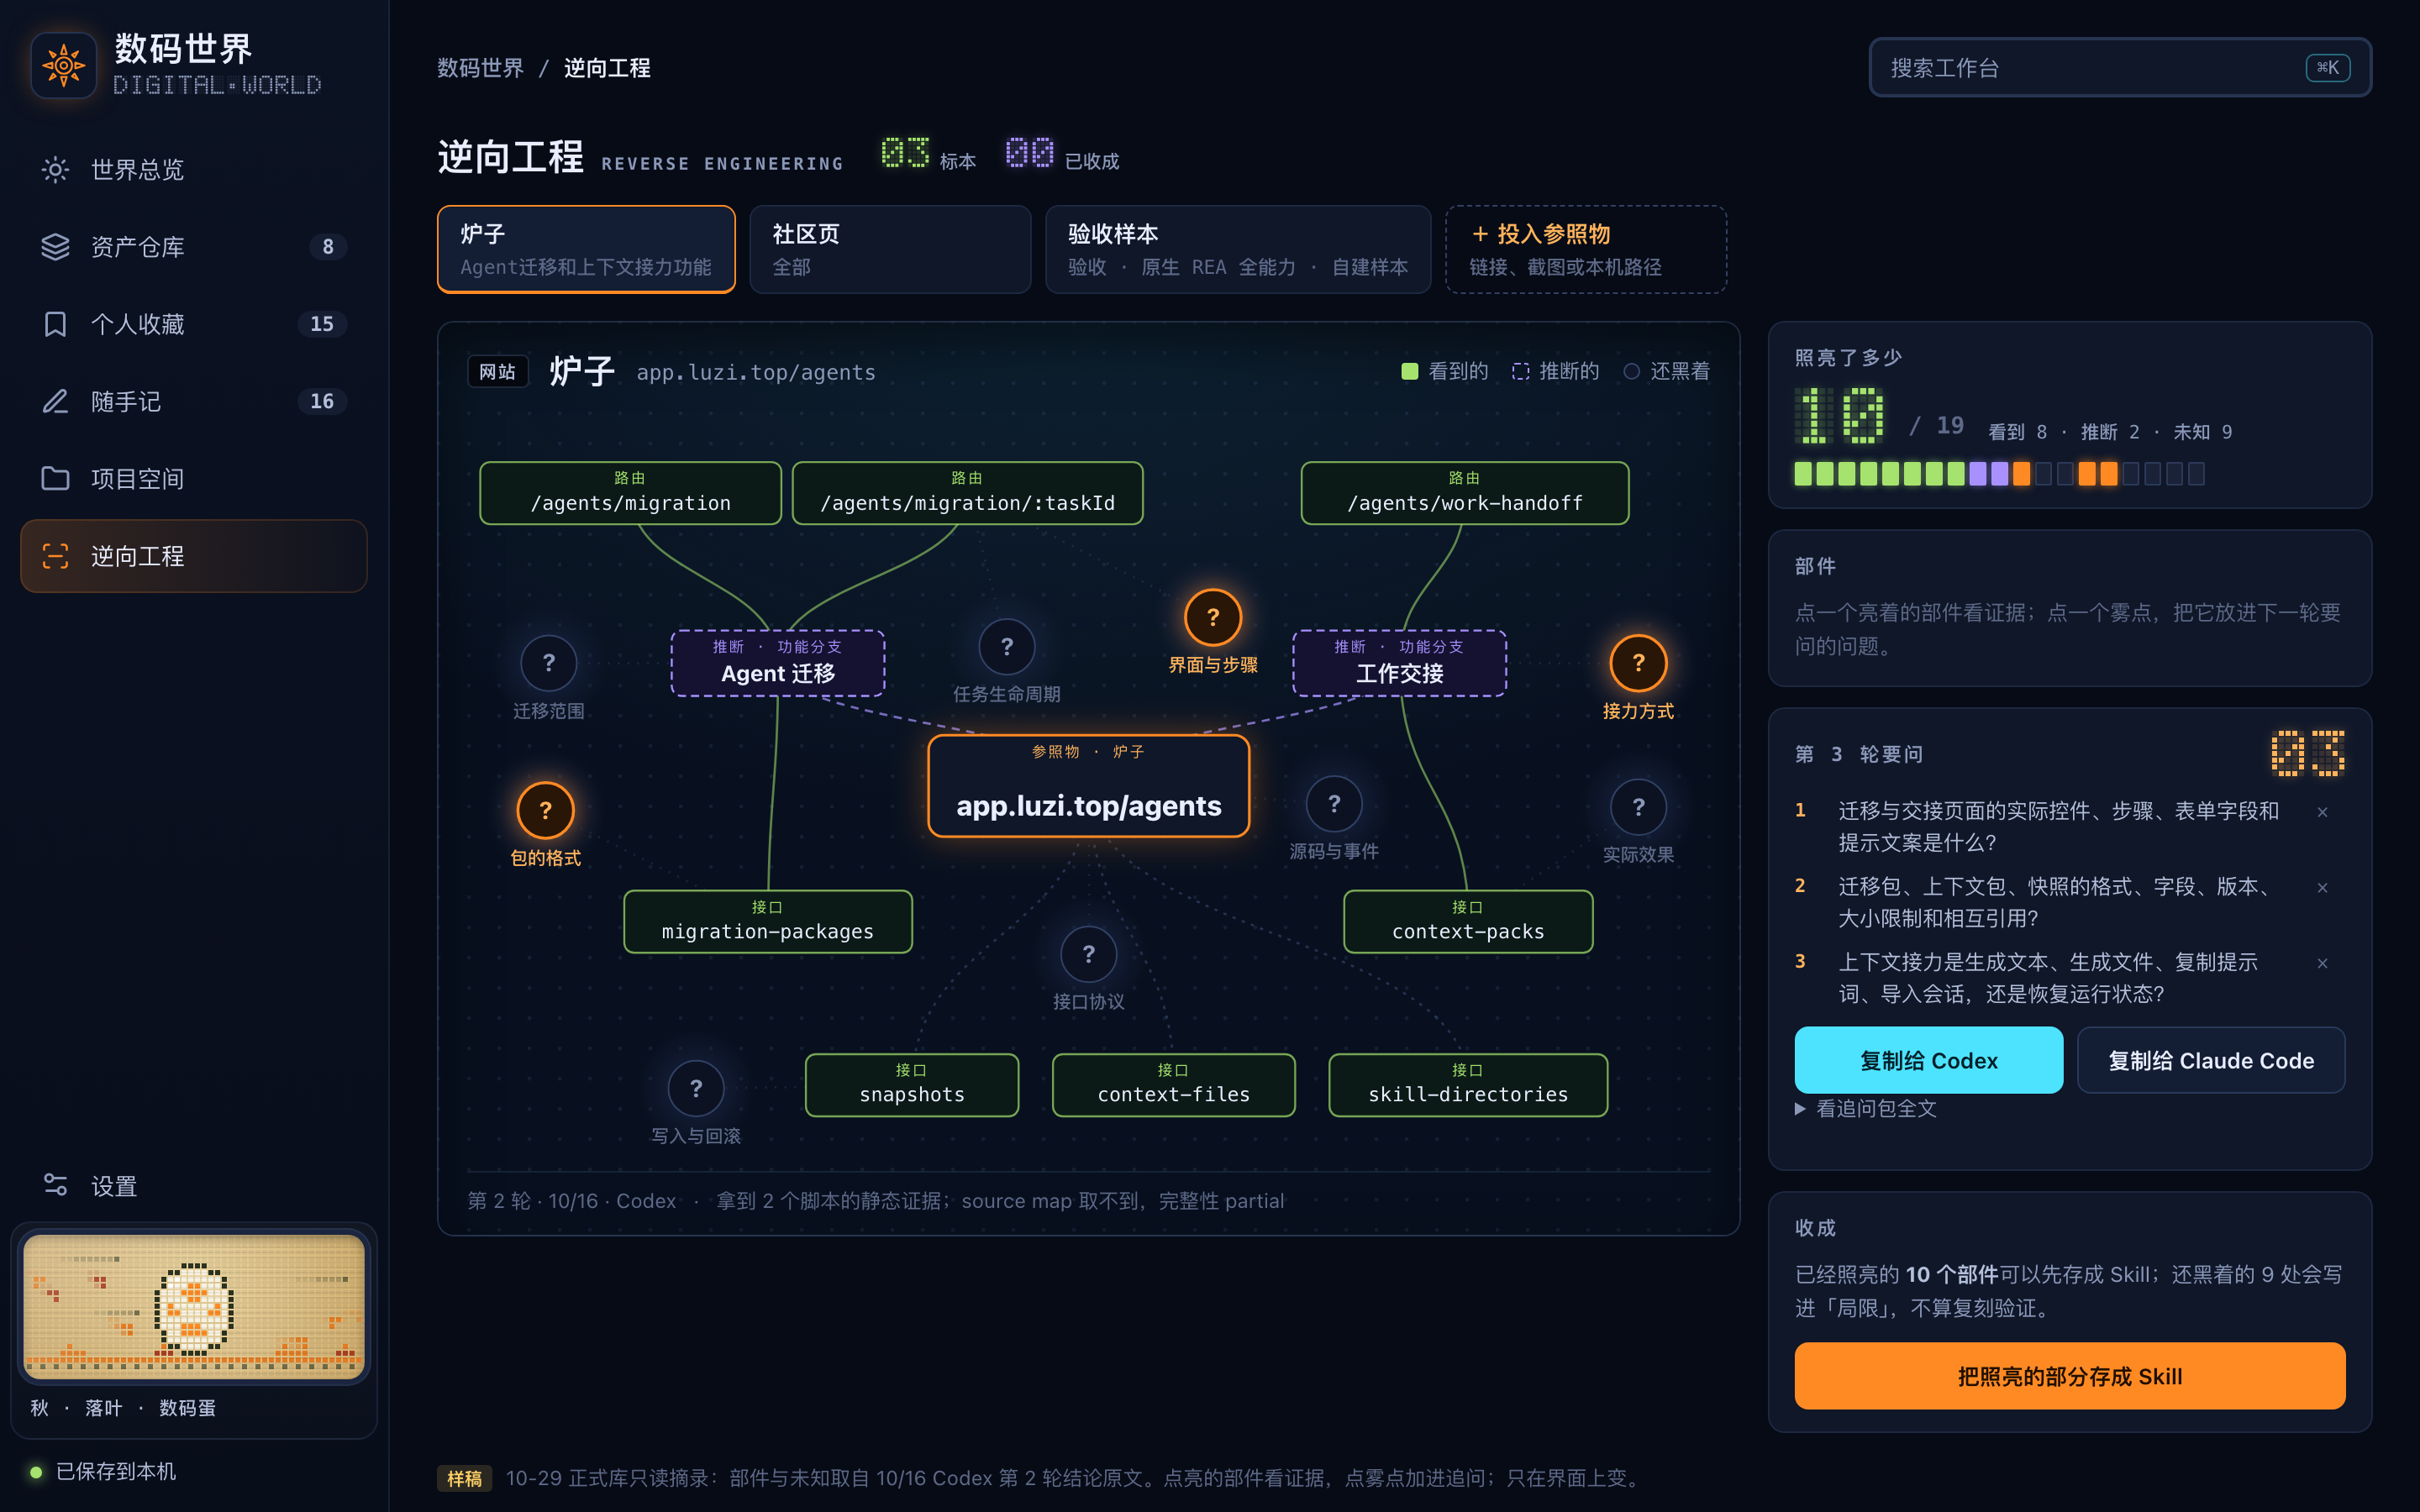 数码世界
DIGITAL·WORLD
世界总览
资产仓库 8
个人收藏 15
随手记 16
项目空间
逆向工程
设置
秋 · 落叶 · 数码蛋
已保存到本机
数码世界 / 逆向工程
搜索工作台 ⌘K
逆向工程 REVERSE ENGINEERING 03 标本 00 已收成
炉子
Agent迁移和上下文接力功能
社区页
全部
验收样本
验收 · 原生 REA 全能力 · 自建样本
+ 投入参照物
链接、截图或本机路径
网站 炉子 app.luzi.top/agents
看到的 推断的 还黑着
路由
/agents/migration
路由
/agents/migration/:taskId
路由
/agents/work-handoff
?
界面与步骤
?
迁移范围
推断 · 功能分支
Agent 迁移
?
任务生命周期
推断 · 功能分支
工作交接
?
接力方式
参照物 · 炉子
app.luzi.top/agents
?
包的格式
?
源码与事件
?
实际效果
接口
migration-packages
接口
context-packs
?
接口协议
?
写入与回滚
接口
snapshots
接口
context-files
接口
skill-directories
第 2 轮 · 10/16 · Codex · 拿到 2 个脚本的静态证据；source map 取不到，完整性 partial
照亮了多少
10 / 19 看到 8 · 推断 2 · 未知 9
部件
点一个亮着的部件看证据；点一个雾点，把它放进下一轮要
问的问题。
第 3 轮要问 03
1 迁移与交接页面的实际控件、步骤、表单字段和 ×
提示文案是什么？
2 迁移包、上下文包、快照的格式、字段、版本、 ×
大小限制和相互引用？
3 上下文接力是生成文本、生成文件、复制提示 ×
词、导入会话，还是恢复运行状态？
复制给 Codex
复制给 Claude Code
▶ 看追问包全文
收成
已经照亮的 10 个部件可以先存成 Skill；还黑着的 9 处会写
进「局限」，不算复刻验证。
把照亮的部分存成 Skill
样稿 10-29 正式库只读摘录：部件与未知取自 10/16 Codex 第 2 轮结论原文。点亮的部件看证据，点雾点加进追问；只在界面上变。